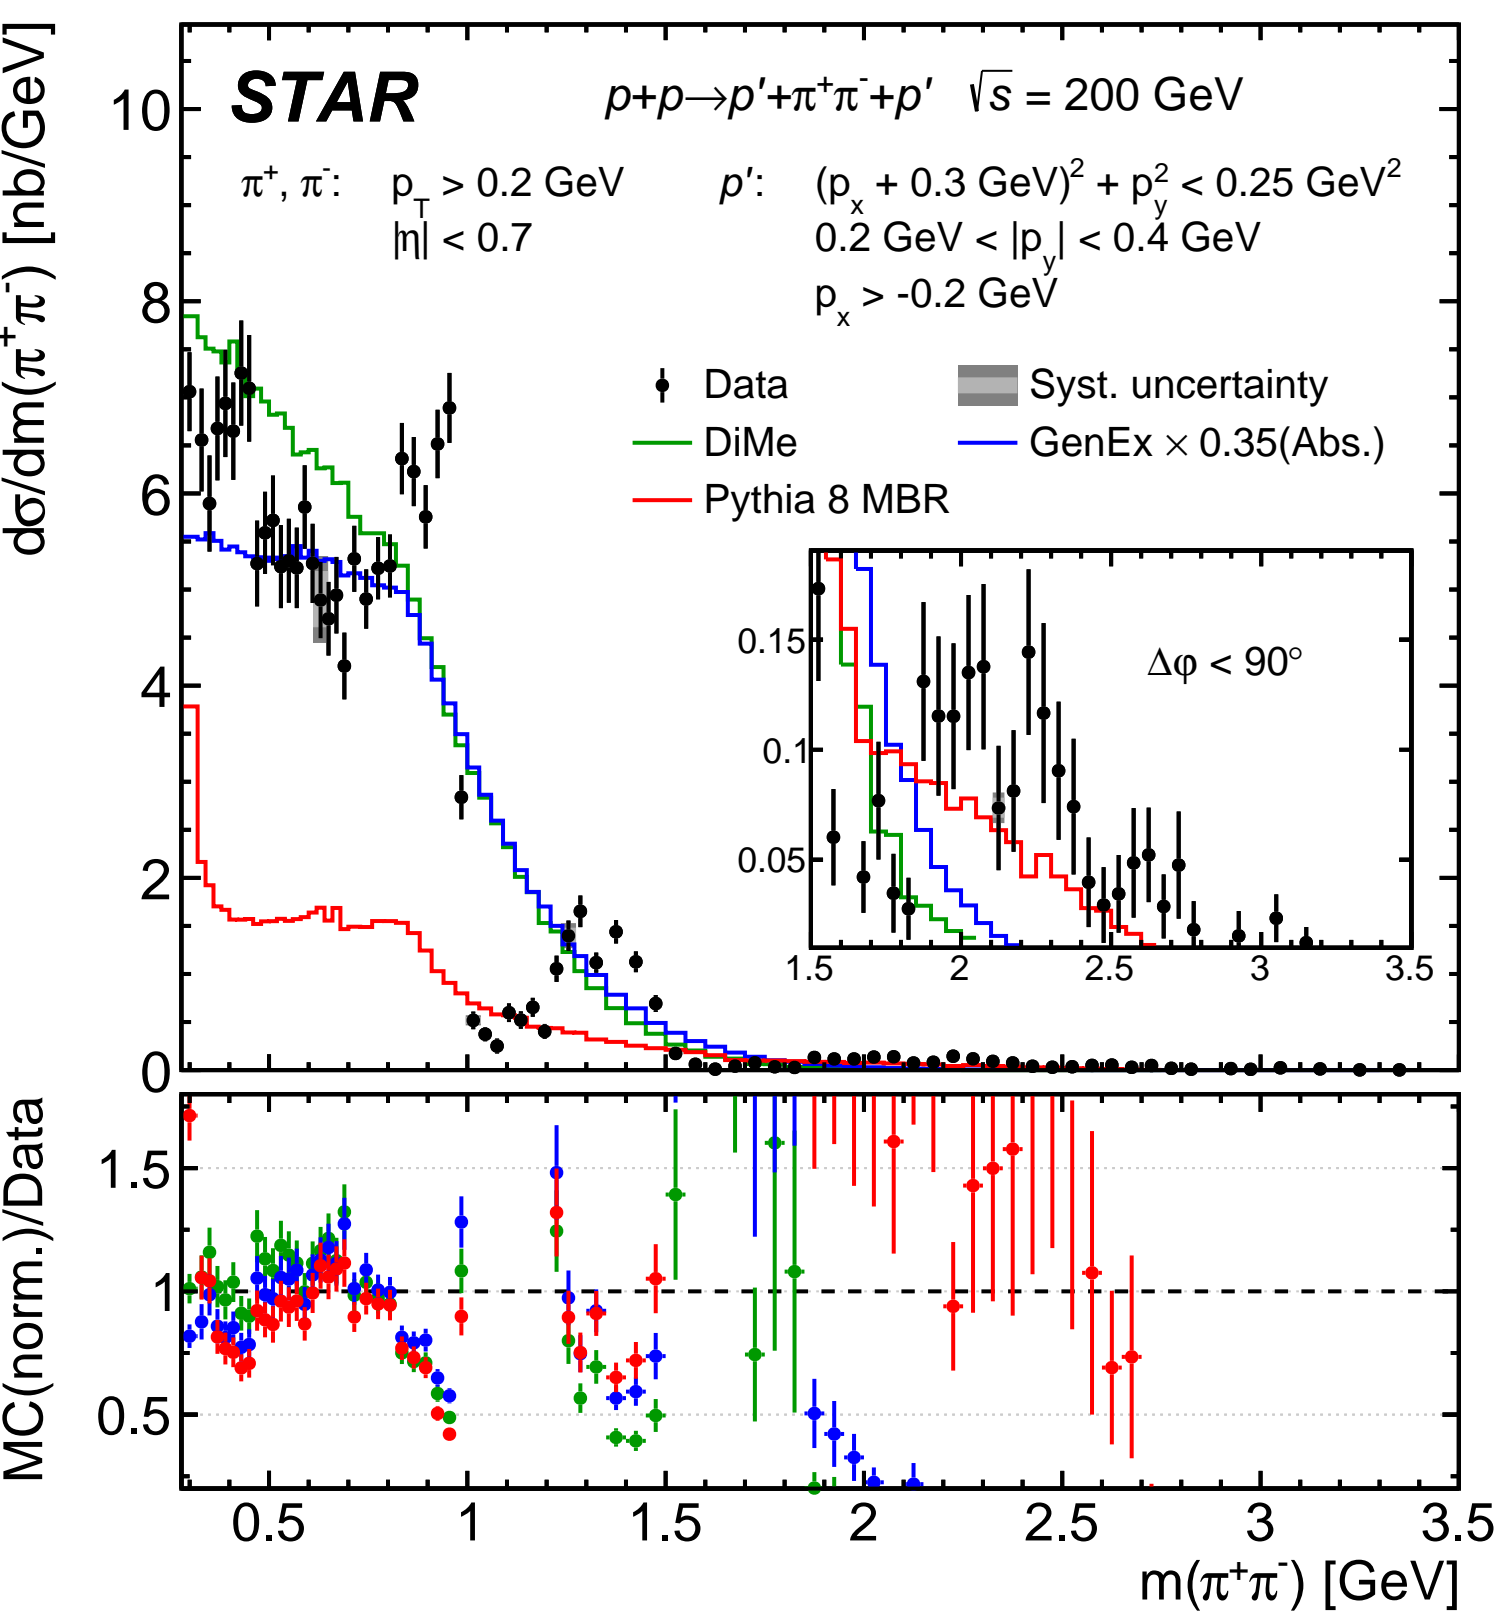 STAR p+p→p′+π⁺π⁻+p′ √s = 200 GeV
π⁺, π⁻: p_T > 0.2 GeV p′: (p_x + 0.3 GeV)² + p_y² < 0.25 GeV²
|η| < 0.7 0.2 GeV < |p_y| < 0.4 GeV
p_x > -0.2 GeV
Data Syst. uncertainty
DiMe GenEx × 0.35(Abs.)
Pythia 8 MBR
dσ/dm(π⁺π⁻) [nb/GeV]
10
8
6
4
2
0
Δφ < 90°
0.15
0.1
0.05
1.5 2 2.5 3 3.5
MC(norm.)/Data
1.5
1
0.5
0.5 1 1.5 2 2.5 3 3.5
m(π⁺π⁻) [GeV]